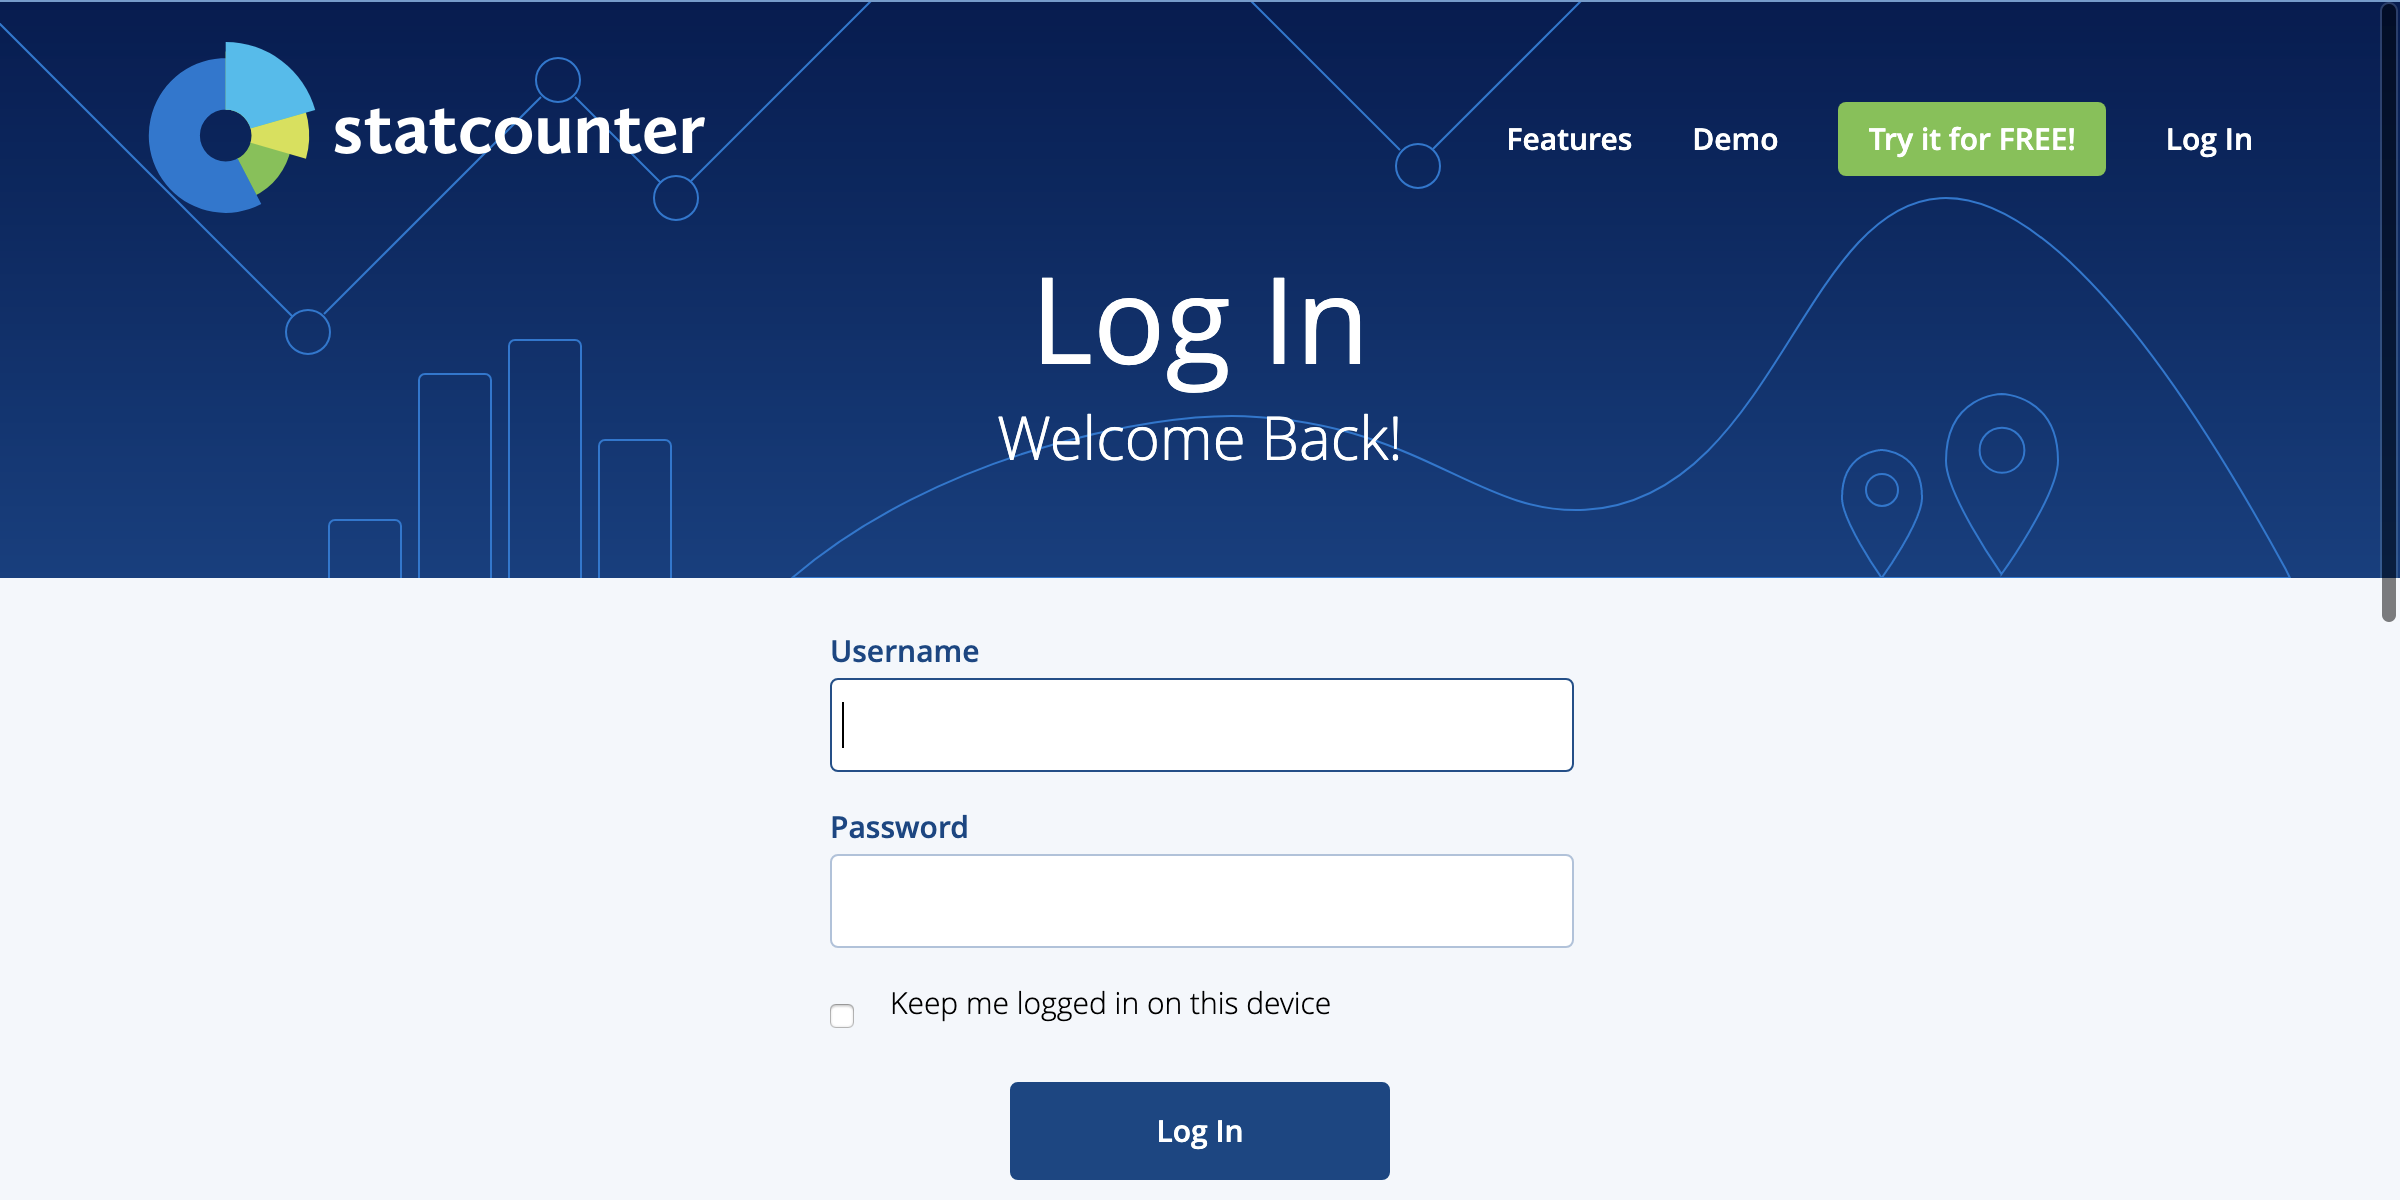 statcounter
Features Demo Try it for FREE! Log In
Log In
Welcome Back!
Username
Password
Keep me logged in on this device
Log In